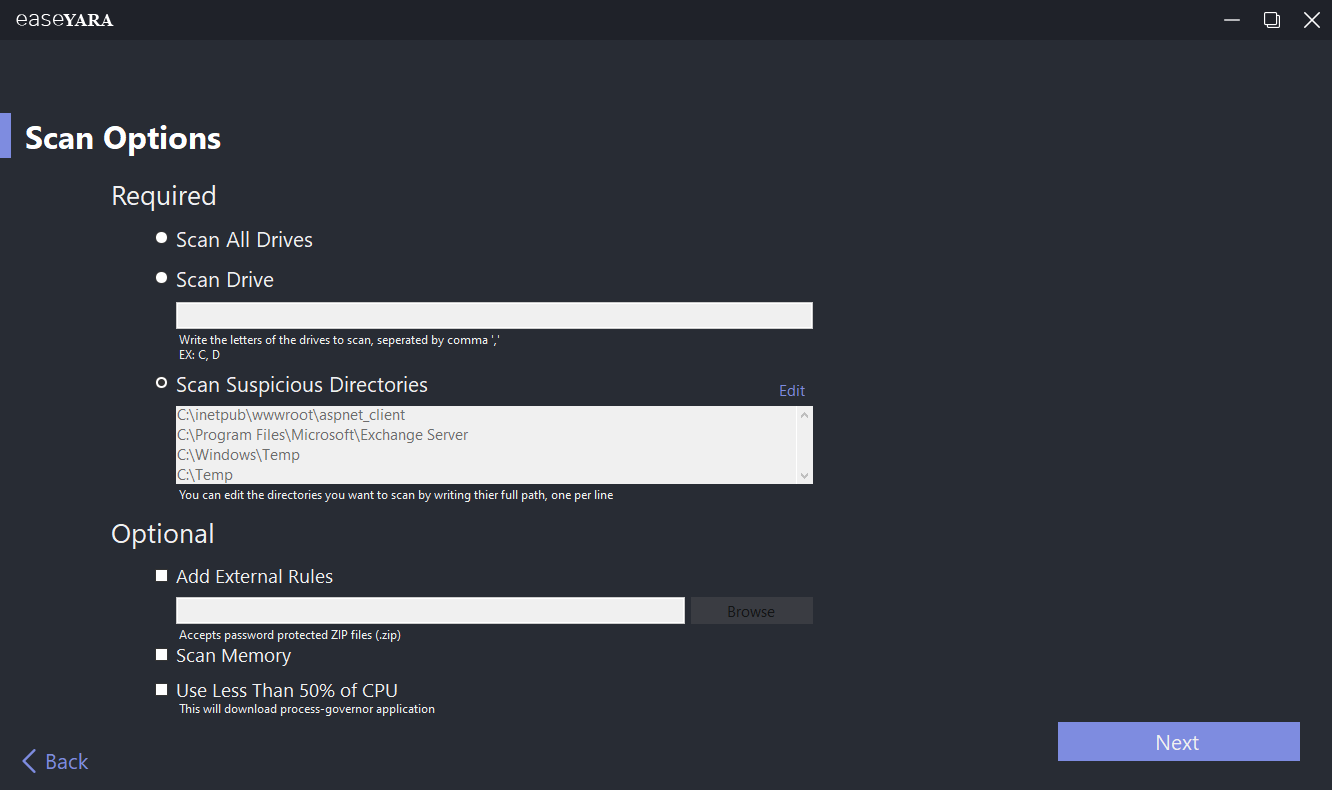 easeYARA
Scan Options
Required
Scan All Drives
Scan Drive
Write the letters of the drives to scan, seperated by comma ','
EX: C, D
Scan Suspicious Directories
Edit
C:\inetpub\wwwroot\aspnet_client
C:\Program Files\Microsoft\Exchange Server
C:\Windows\Temp
C:\Temp
You can edit the directories you want to scan by writing thier full path, one per line
Optional
Add External Rules
Browse
Accepts password protected ZIP files (.zip)
Scan Memory
Use Less Than 50% of CPU
This will download process-governor application
Next
Back